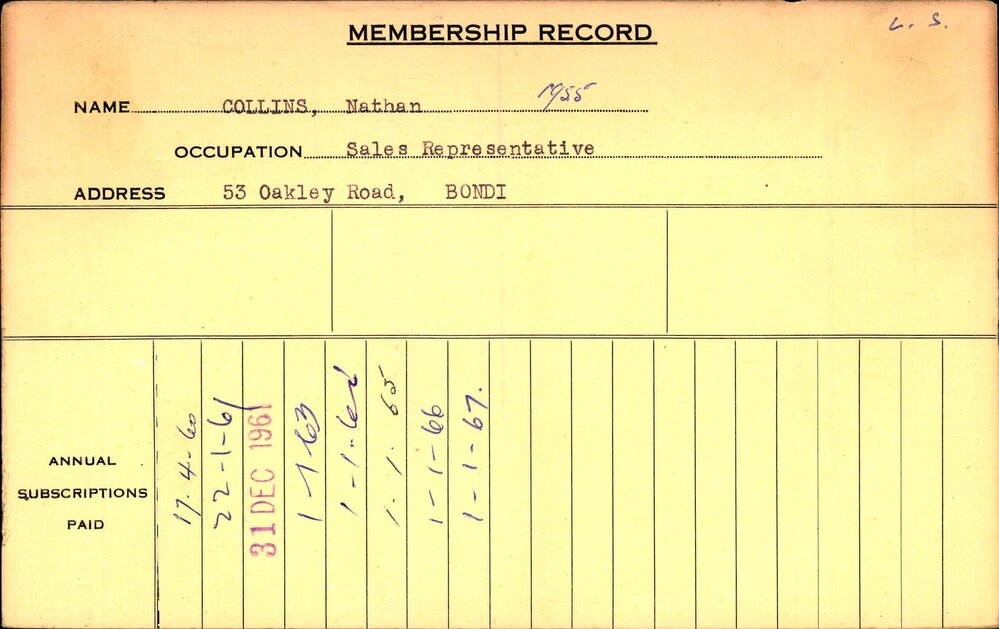 L. S.
MEMBERSHIP RECORD
NAME COLLINS, Nathan 1955
OCCUPATION Sales Representative
ADDRESS 53 Oakley Road, BONDI
ANNUAL
SUBSCRIPTIONS
PAID
17.4-60
22-1-61
31 DEC 1961
1-1-63
1-1-64
1.1.65
1-1-66
1-1-67.